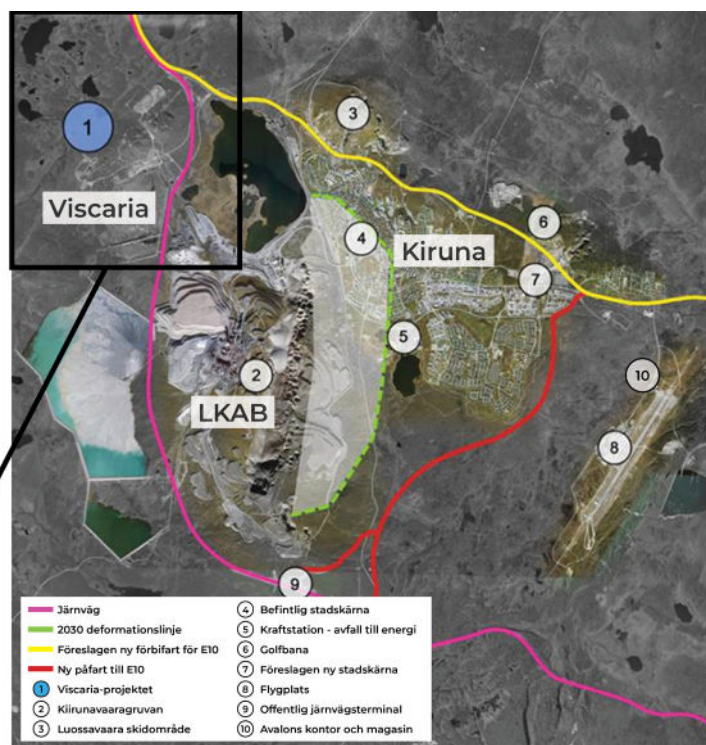 3
1
Viscaria
6
4
Kiruna
7
5
10
2
LKAB
8
9
Järnväg
2030 deformationslinje
Föreslagen ny förbifart för E10
Ny påfart till E10
1 Viscaria-projektet
2 Kiirunavaaragruvan
3 Luossavaara skidområde
4 Befintlig stadskärna
5 Kraftstation - avfall till energi
6 Golfbana
7 Föreslagen ny stadskärna
8 Flygplats
9 Offentlig järnvägsterminal
10 Avalons kontor och magasin